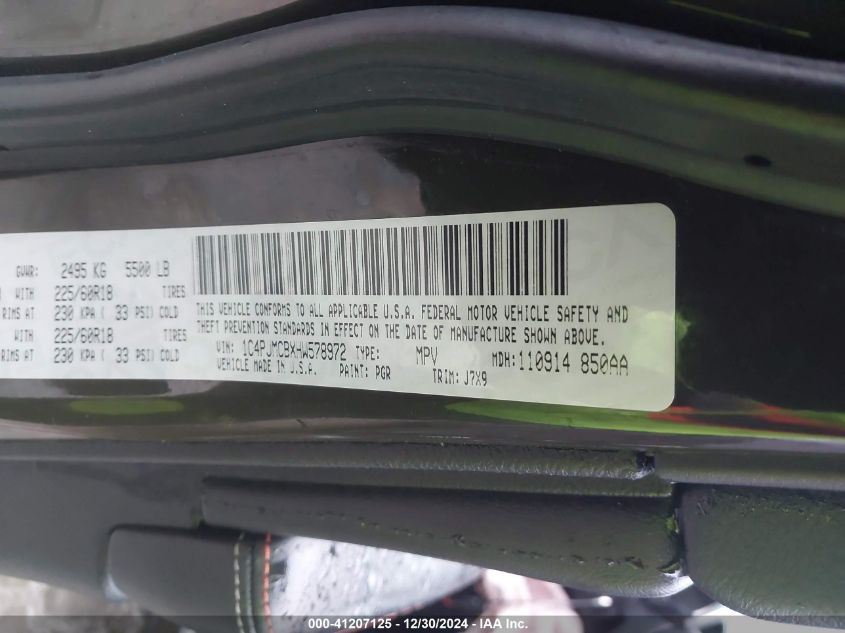 GVWR: 2495 KG 5500 LB
WITH 225/60R18 TIRES
RIMS AT 230 KPA ( 33 PSI) COLD
WITH 225/60R18 TIRES
RIMS AT 230 KPA ( 33 PSI) COLD
THIS VEHICLE CONFORMS TO ALL APPLICABLE U.S.A. FEDERAL MOTOR VEHICLE SAFETY AND
THEFT PREVENTION STANDARDS IN EFFECT ON THE DATE OF MANUFACTURE SHOWN ABOVE.
VIN: 1C4PJMCBXHW578972 TYPE: MPV MDH: 110914 850AA
VEHICLE MADE IN U.S.A. PAINT: PGR TRIM: J7X9
000-41207125 - 12/30/2024 - IAA Inc.